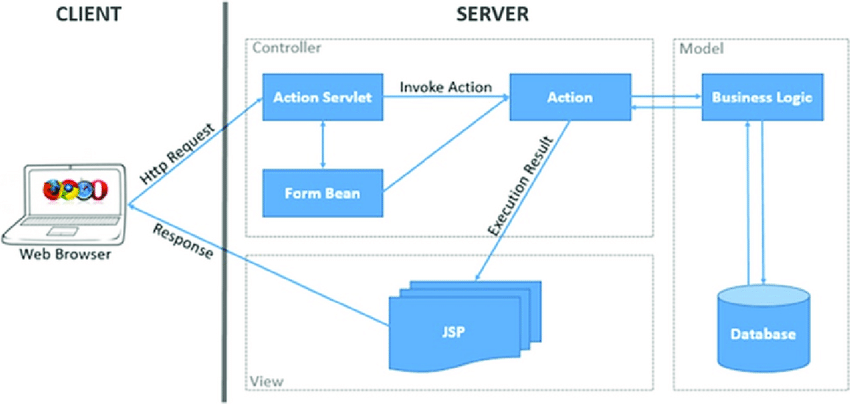 CLIENT
SERVER
Controller
Model
Action Servlet
Invoke Action
Action
Business Logic
Http Request
Form Bean
Execution Result
Web Browser
Response
JSP
Database
View